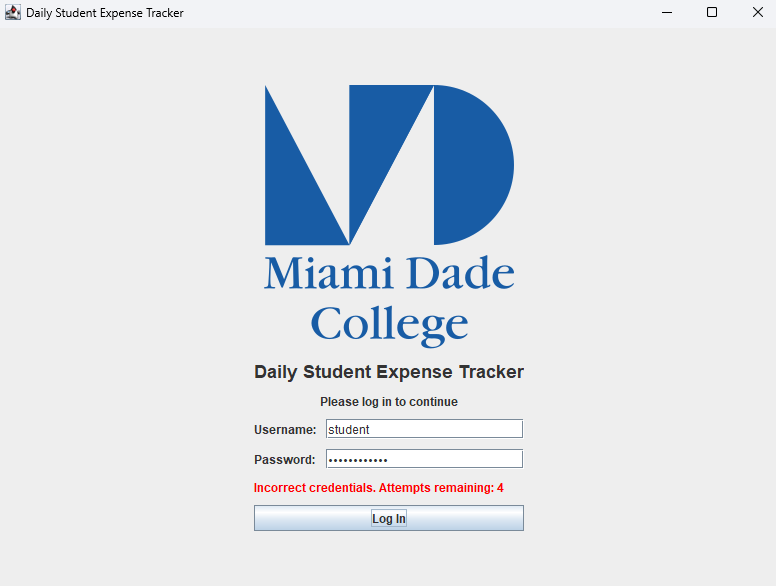 Daily Student Expense Tracker
Miami Dade
College
Daily Student Expense Tracker
Please log in to continue
Username: student
Password: ••••••••••••
Incorrect credentials. Attempts remaining: 4
Log In